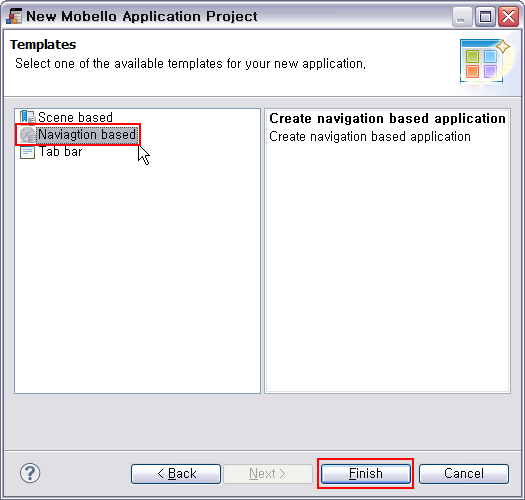 New Mobello Application Project
Templates
Select one of the available templates for your new application.
Scene based
Naviagtion based
Tab bar
Create navigation based application
Create navigation based application
?
< Back
Next >
Finish
Cancel